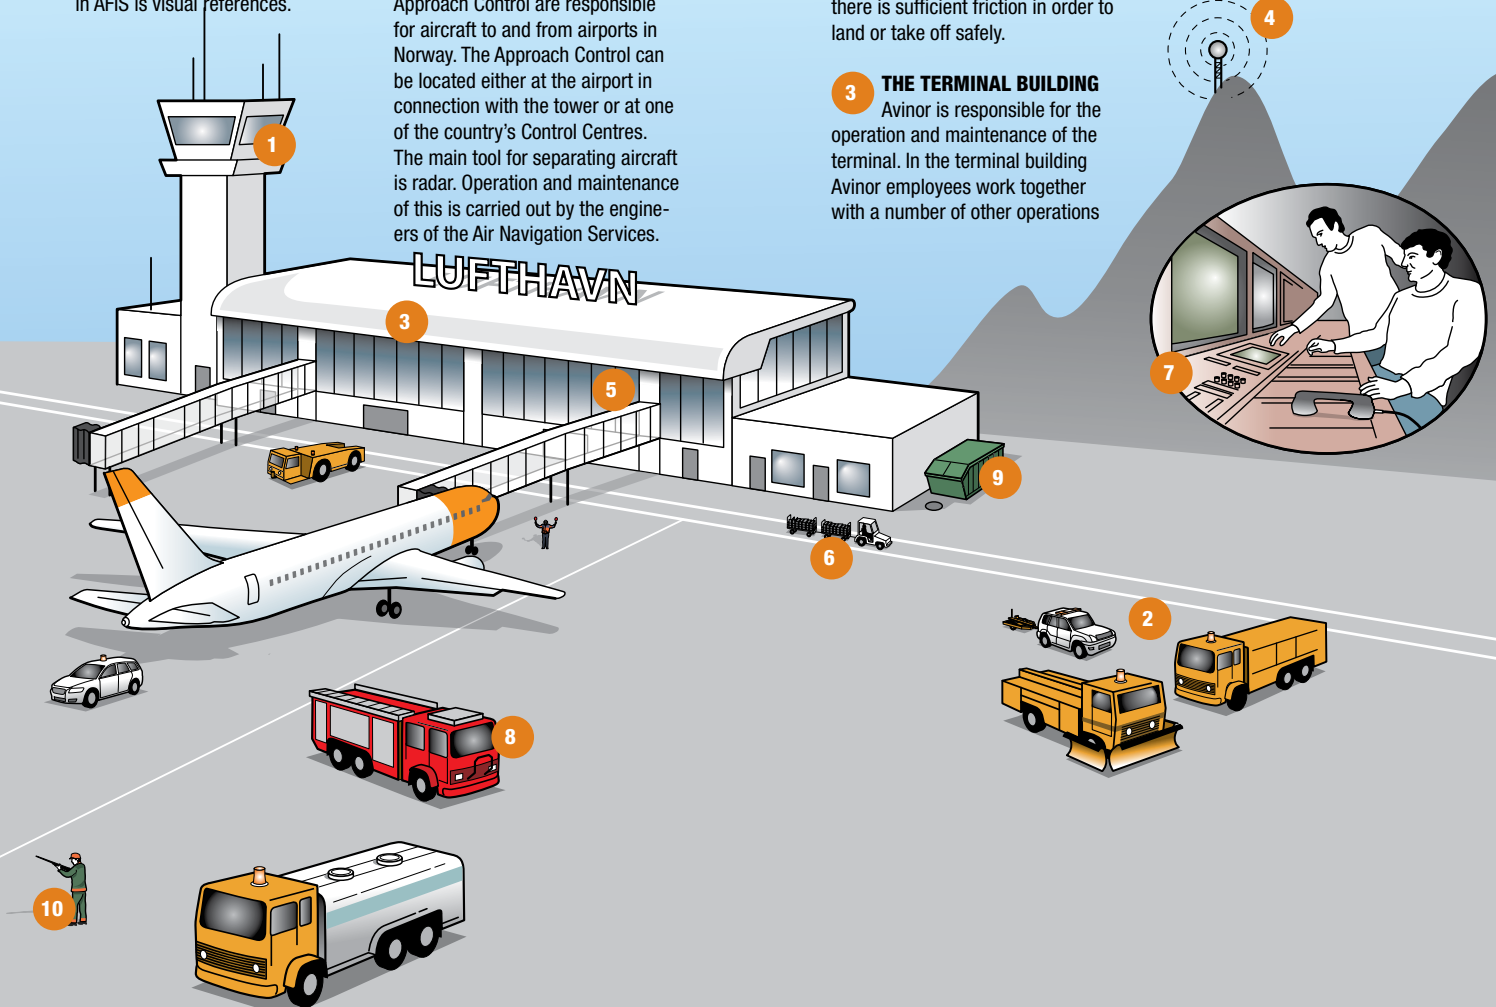 in AFIS is visual references.
Approach Control are responsible
for aircraft to and from airports in
Norway. The Approach Control can
be located either at the airport in
connection with the tower or at one
of the country's Control Centres.
The main tool for separating aircraft
is radar. Operation and maintenance
of this is carried out by the engine-
ers of the Air Navigation Services.
there is sufficient friction in order to
land or take off safely.
3 THE TERMINAL BUILDING
Avinor is responsible for the
operation and maintenance of the
terminal. In the terminal building
Avinor employees work together
with a number of other operations
4
1
LUFTHAVN
3
7
5
9
6
2
8
10